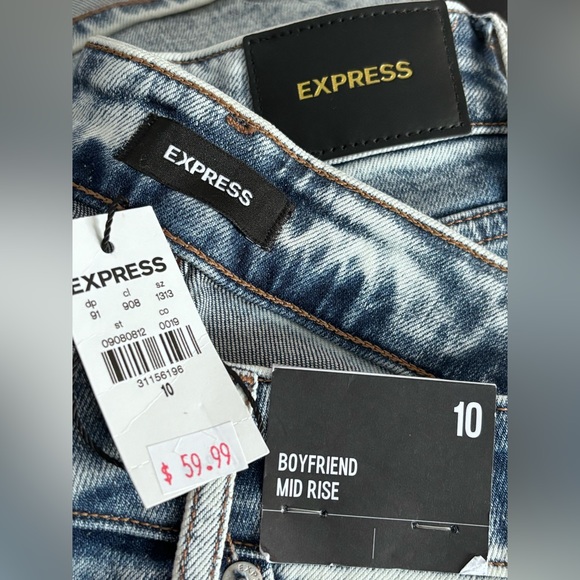 EXPRESS
EXPRESS
EXPRESS
dp cl sz
91 908 1313
st co
09080812 0019
31156196
10
$ 59.99
10
BOYFRIEND
MID RISE